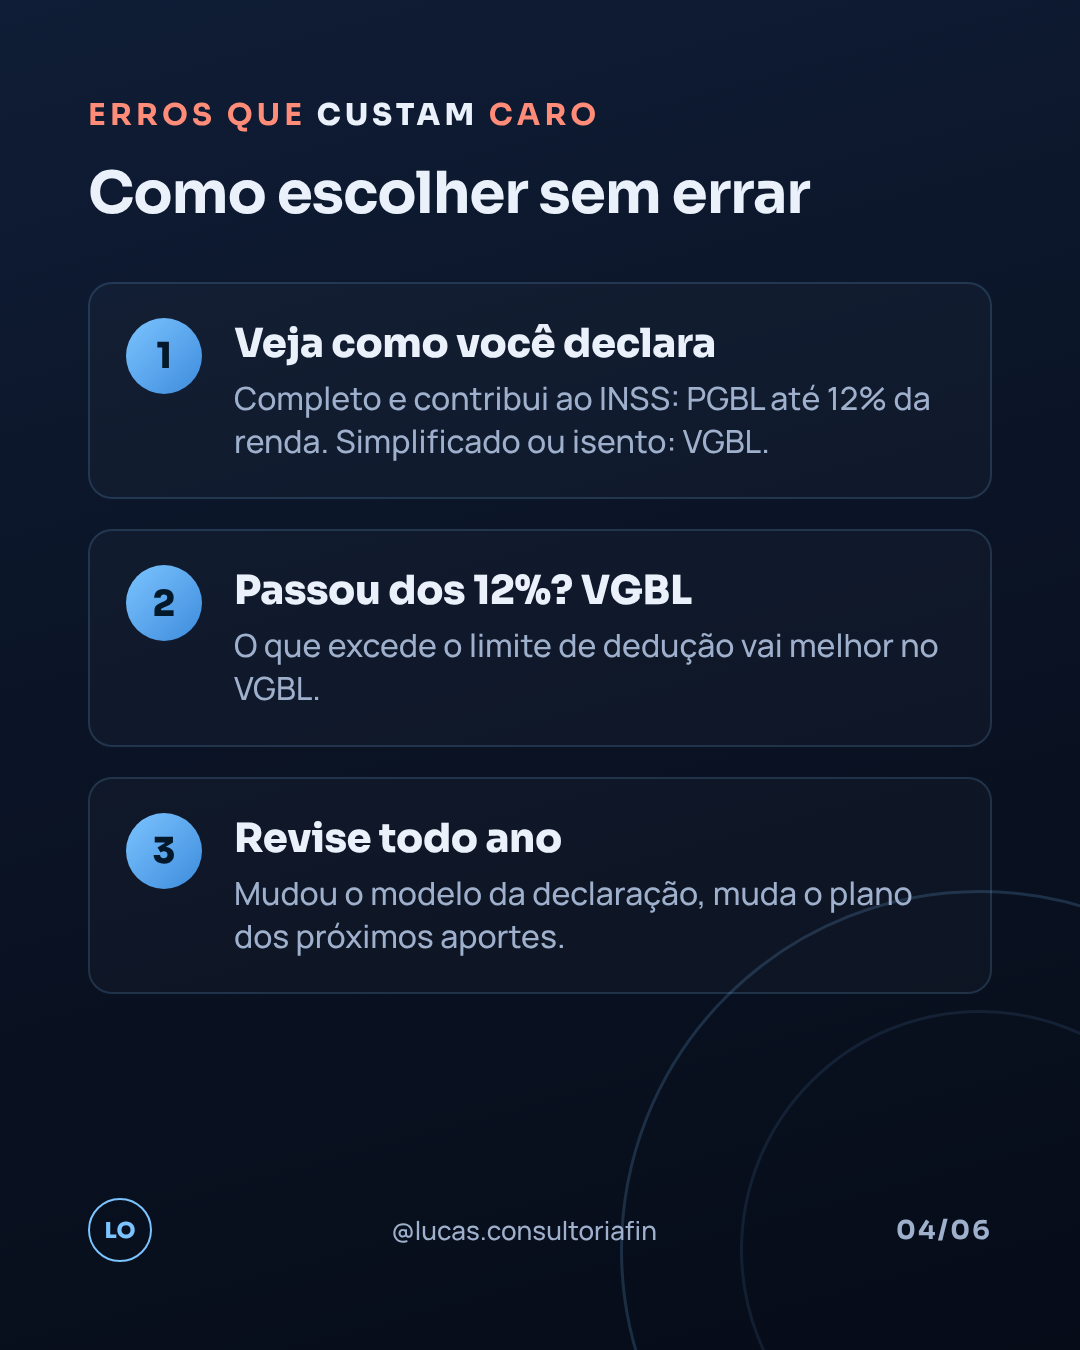 ERROS QUE CUSTAM CARO
Como escolher sem errar
1
Veja como você declara
Completo e contribui ao INSS: PGBL até 12% da
renda. Simplificado ou isento: VGBL.
2
Passou dos 12%? VGBL
O que excede o limite de dedução vai melhor no
VGBL.
3
Revise todo ano
Mudou o modelo da declaração, muda o plano
dos próximos aportes.
LO
@lucas.consultoriafin
04/06